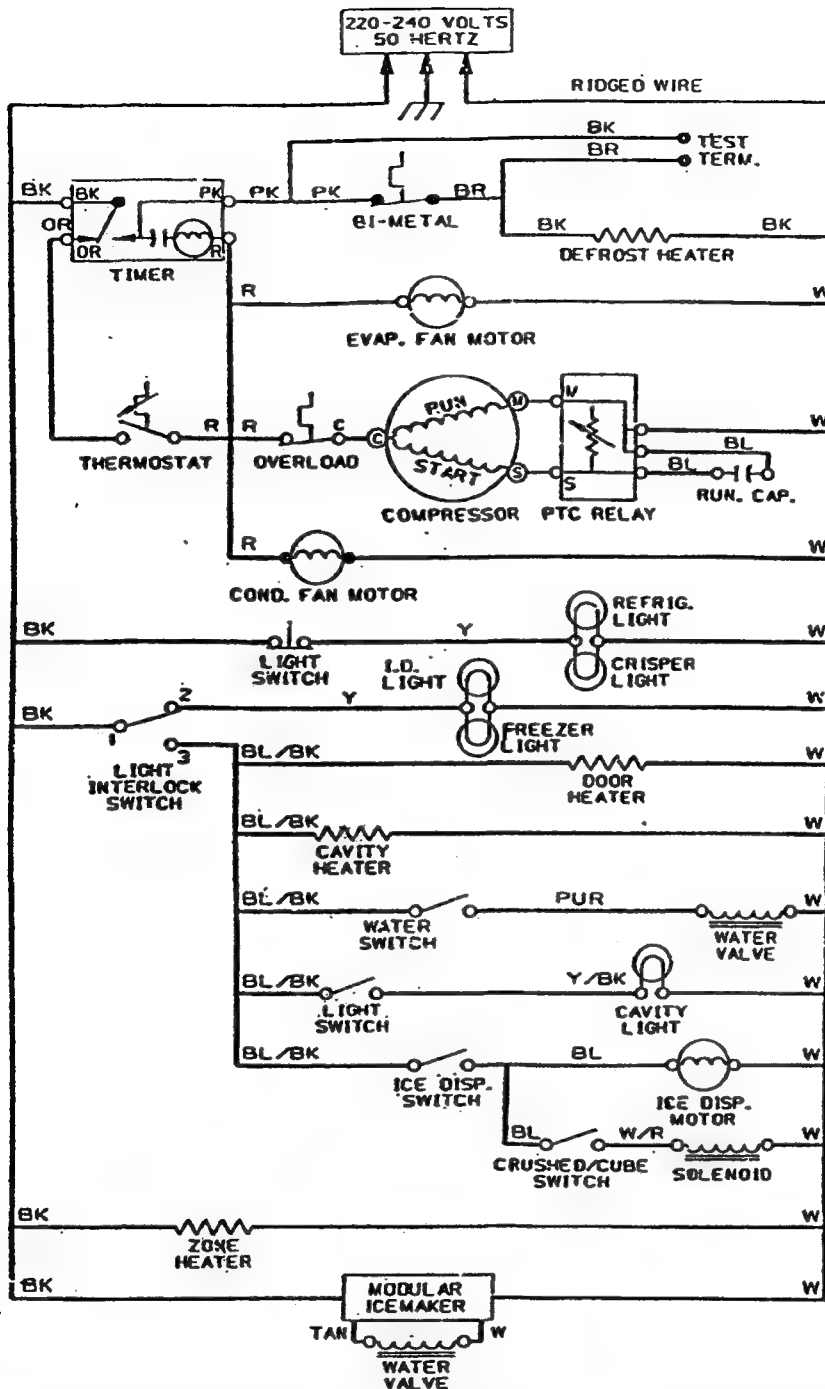 220-240 VOLTS
50 HERTZ
RIDGED WIRE
BK
TEST
BR
TERM.
BK BK PK PK PK BR
BI-METAL
OR
OR R
BK BK
TIMER
DEFROST HEATER
R W
EVAP. FAN MOTOR
RUN M M
W
R R C C
BL
THERMOSTAT OVERLOAD
START S S
BL
RUN. CAP.
COMPRESSOR PTC RELAY
R W
COND. FAN MOTOR
REFRIG.
LIGHT
BK Y W
LIGHT
SWITCH
CRISPER
LIGHT
I.D.
LIGHT
2 Y W
BK
1
FREEZER
LIGHT
3
BL/BK W
LIGHT
INTERLOCK
SWITCH
DOOR
HEATER
BL/BK W
CAVITY
HEATER
BL/BK PUR W
WATER
SWITCH
WATER
VALVE
BL/BK Y/BK W
LIGHT
SWITCH
CAVITY
LIGHT
BL/BK BL W
ICE DISP.
SWITCH
ICE DISP.
MOTOR
BL W/R W
CRUSHED/CUBE
SWITCH
SOLENOID
BK W
ZONE
HEATER
BK W
MODULAR
ICEMAKER
TAN W
WATER
VALVE